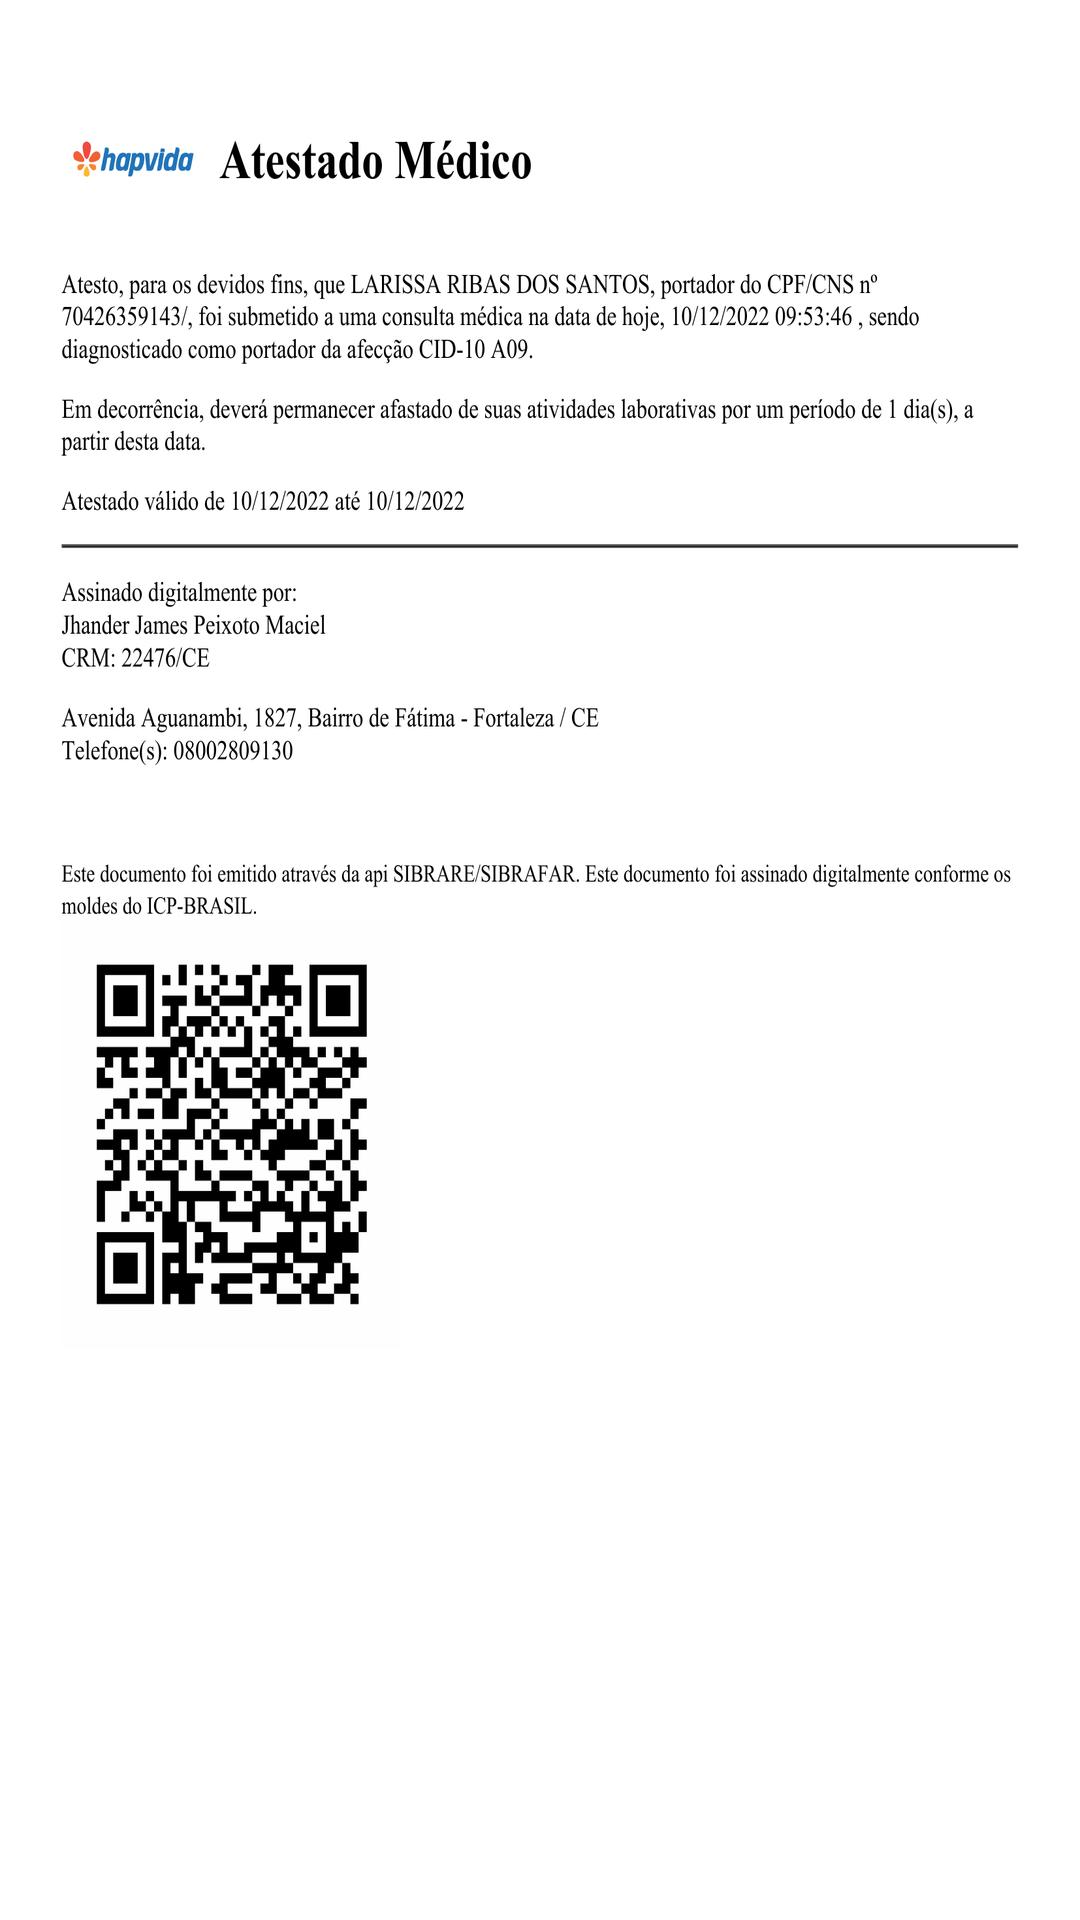 hapvida Atestado Médico
Atesto, para os devidos fins, que LARISSA RIBAS DOS SANTOS, portador do CPF/CNS nº
70426359143/, foi submetido a uma consulta médica na data de hoje, 10/12/2022 09:53:46 , sendo
diagnosticado como portador da afecção CID-10 A09.
Em decorrência, deverá permanecer afastado de suas atividades laborativas por um período de 1 dia(s), a
partir desta data.
Atestado válido de 10/12/2022 até 10/12/2022
Assinado digitalmente por:
Jhander James Peixoto Maciel
CRM: 22476/CE
Avenida Aguanambi, 1827, Bairro de Fátima - Fortaleza / CE
Telefone(s): 08002809130
Este documento foi emitido através da api SIBRARE/SIBRAFAR. Este documento foi assinado digitalmente conforme os
moldes do ICP-BRASIL.